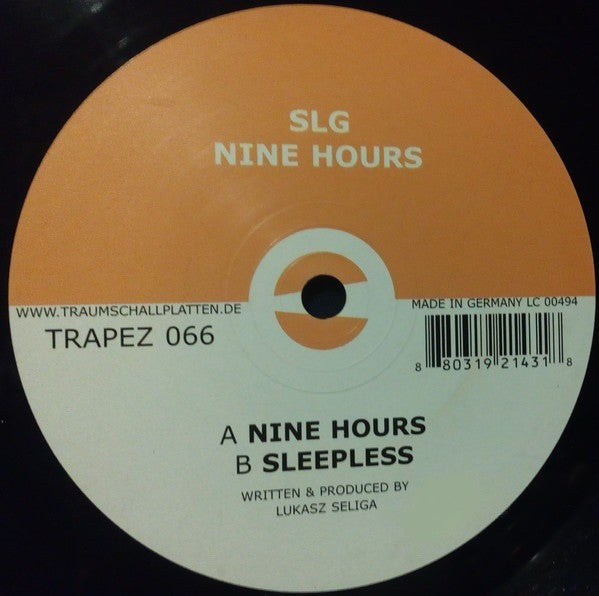 SLG
NINE HOURS
WWW.TRAUMSCHALLPLATTEN.DE
MADE IN GERMANY LC 00494
TRAPEZ 066
8 80319 21431 8
A NINE HOURS
B SLEEPLESS
WRITTEN & PRODUCED BY
LUKASZ SELIGA